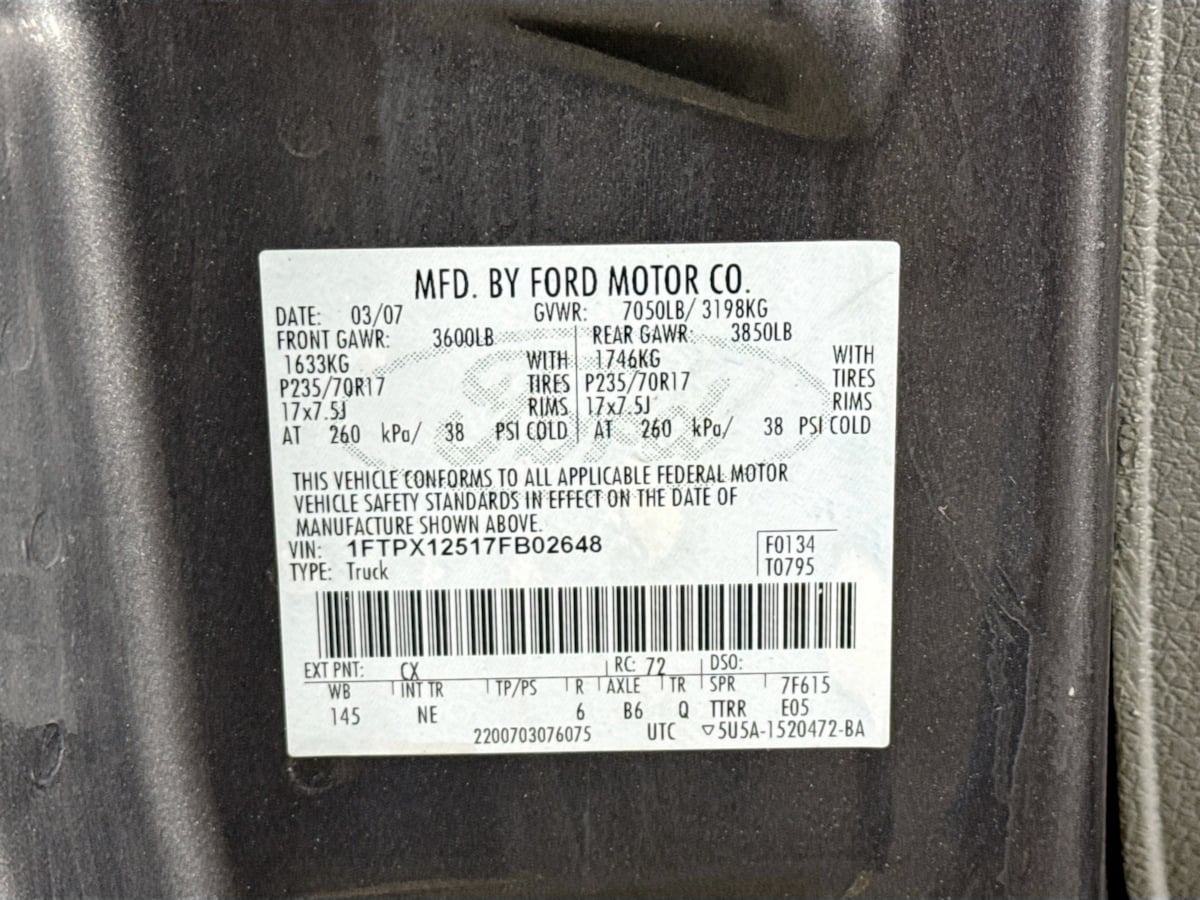 MFD. BY FORD MOTOR CO.
DATE: 03/07 GVWR: 7050LB/ 3198KG
FRONT GAWR: 3600LB REAR GAWR: 3850LB
1633KG WITH 1746KG WITH
P235/70R17 TIRES P235/70R17 TIRES
17x7.5J RIMS 17x7.5J RIMS
AT 260 kPa/ 38 PSI COLD AT 260 kPa/ 38 PSI COLD
THIS VEHICLE CONFORMS TO ALL APPLICABLE FEDERAL MOTOR
VEHICLE SAFETY STANDARDS IN EFFECT ON THE DATE OF
MANUFACTURE SHOWN ABOVE.
VIN: 1FTPX12517FB02648 F0134
TYPE: Truck T0795
EXT PNT: CX RC: 72 DSO:
WB INT TR TP/PS R AXLE TR SPR 7F615
145 NE 6 B6 Q TTRR E05
2200703076075 UTC ▽5U5A-1520472-BA